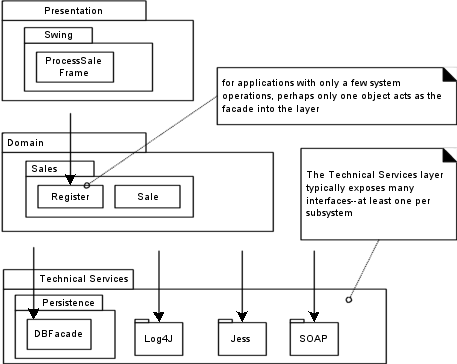 Presentation
Swing
ProcessSale
Frame
for applications with only a few system
operations, perhaps only one object acts as the
facade into the layer
Domain
Sales
Register
Sale
The Technical Services layer
typically exposes many
interfaces--at least one per
subsystem
Technical Services
Persistence
DBFacade
Log4J
Jess
SOAP